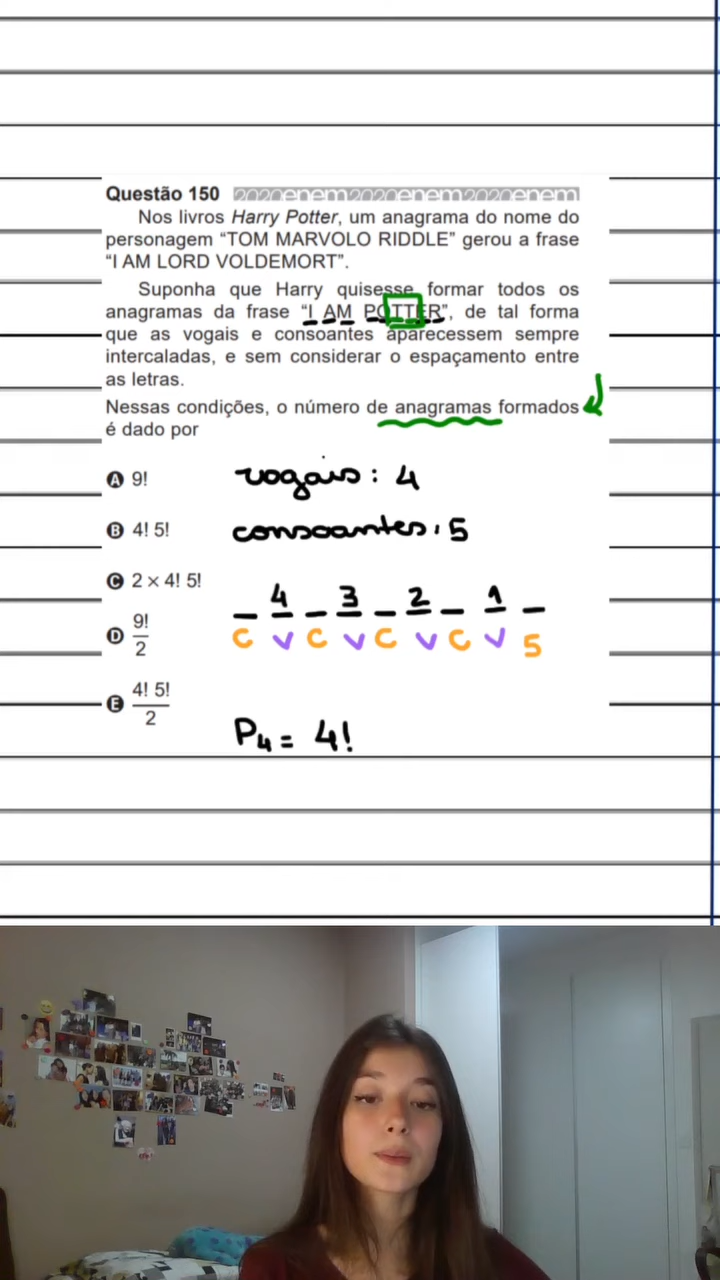 Questão 150 2020enem2020enem2020enem
Nos livros Harry Potter, um anagrama do nome do
personagem “TOM MARVOLO RIDDLE” gerou a frase
“I AM LORD VOLDEMORT”.
Suponha que Harry quisesse formar todos os
anagramas da frase “I AM POTTER”, de tal forma
que as vogais e consoantes aparecessem sempre
intercaladas, e sem considerar o espaçamento entre
as letras.
Nessas condições, o número de anagramas formados
é dado por
A 9!
vogais: 4
B 4! 5!
consoantes: 5
C 2 × 4! 5!
4 3 2 1
D 9!/2
C V C V C V C V 5
E 4! 5!/2
P4 = 4!